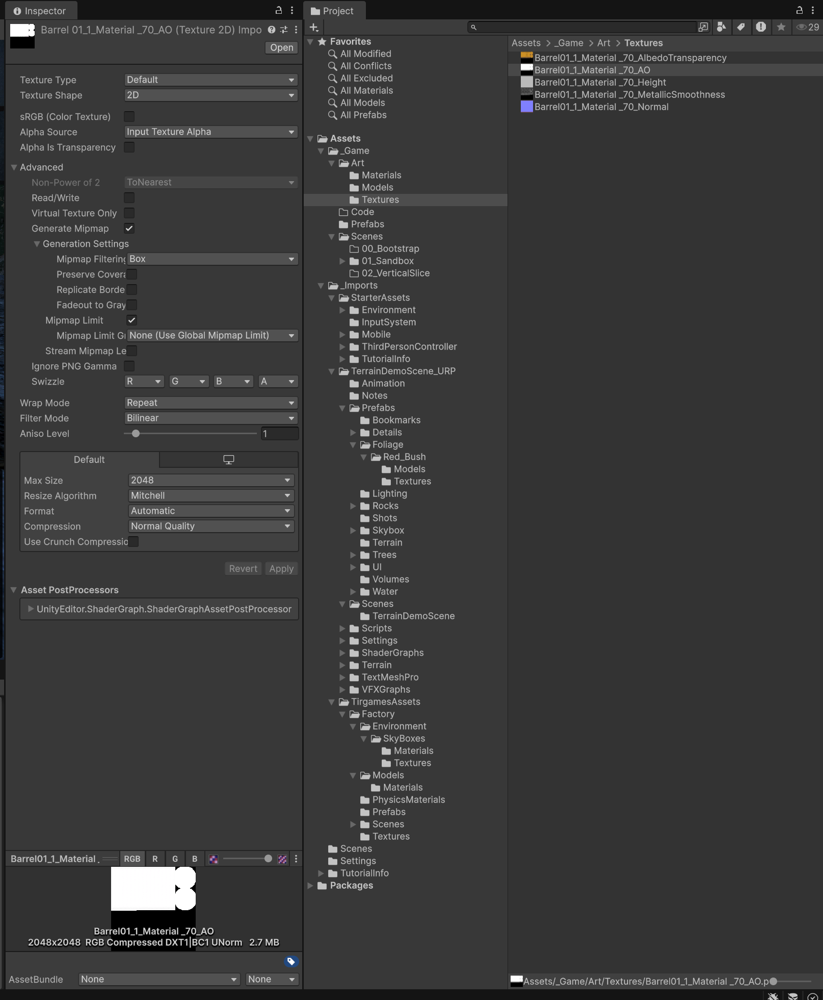 Inspector
Barrel 01_1_Material _70_AO (Texture 2D) Impo
Open
Texture Type Default
Texture Shape 2D
sRGB (Color Texture)
Alpha Source Input Texture Alpha
Alpha Is Transparency
Advanced
Non-Power of 2 ToNearest
Read/Write
Virtual Texture Only
Generate Mipmap
Generation Settings
Mipmap Filtering Box
Preserve Covera
Replicate Borde
Fadeout to Gray
Mipmap Limit
Mipmap Limit G None (Use Global Mipmap Limit)
Stream Mipmap Le
Ignore PNG Gamma
Swizzle R G B A
Wrap Mode Repeat
Filter Mode Bilinear
Aniso Level 1
Default
Max Size 2048
Resize Algorithm Mitchell
Format Automatic
Compression Normal Quality
Use Crunch Compressio
Revert Apply
Asset PostProcessors
UnityEditor.ShaderGraph.ShaderGraphAssetPostProcessor
Barrel01_1_Material . RGB R G B
Barrel01_1_Material _70_AO
2048x2048 RGB Compressed DXT1|BC1 UNorm 2.7 MB
AssetBundle None None
Project
29
Favorites
All Modified
All Conflicts
All Excluded
All Materials
All Models
All Prefabs
Assets
_Game
Art
Materials
Models
Textures
Code
Prefabs
Scenes
00_Bootstrap
01_Sandbox
02_VerticalSlice
_Imports
StarterAssets
Environment
InputSystem
Mobile
ThirdPersonController
TutorialInfo
TerrainDemoScene_URP
Animation
Notes
Prefabs
Bookmarks
Details
Foliage
Red_Bush
Models
Textures
Lighting
Rocks
Shots
Skybox
Terrain
Trees
UI
Volumes
Water
Scenes
TerrainDemoScene
Scripts
Settings
ShaderGraphs
Terrain
TextMeshPro
VFXGraphs
TirgamesAssets
Factory
Environment
SkyBoxes
Materials
Textures
Models
Materials
PhysicsMaterials
Prefabs
Scenes
Textures
Scenes
Settings
TutorialInfo
Packages
Assets > _Game > Art > Textures
Barrel01_1_Material _70_AlbedoTransparency
Barrel01_1_Material _70_AO
Barrel01_1_Material _70_Height
Barrel01_1_Material _70_MetallicSmoothness
Barrel01_1_Material _70_Normal
Assets/_Game/Art/Textures/Barrel01_1_Material _70_AO.p